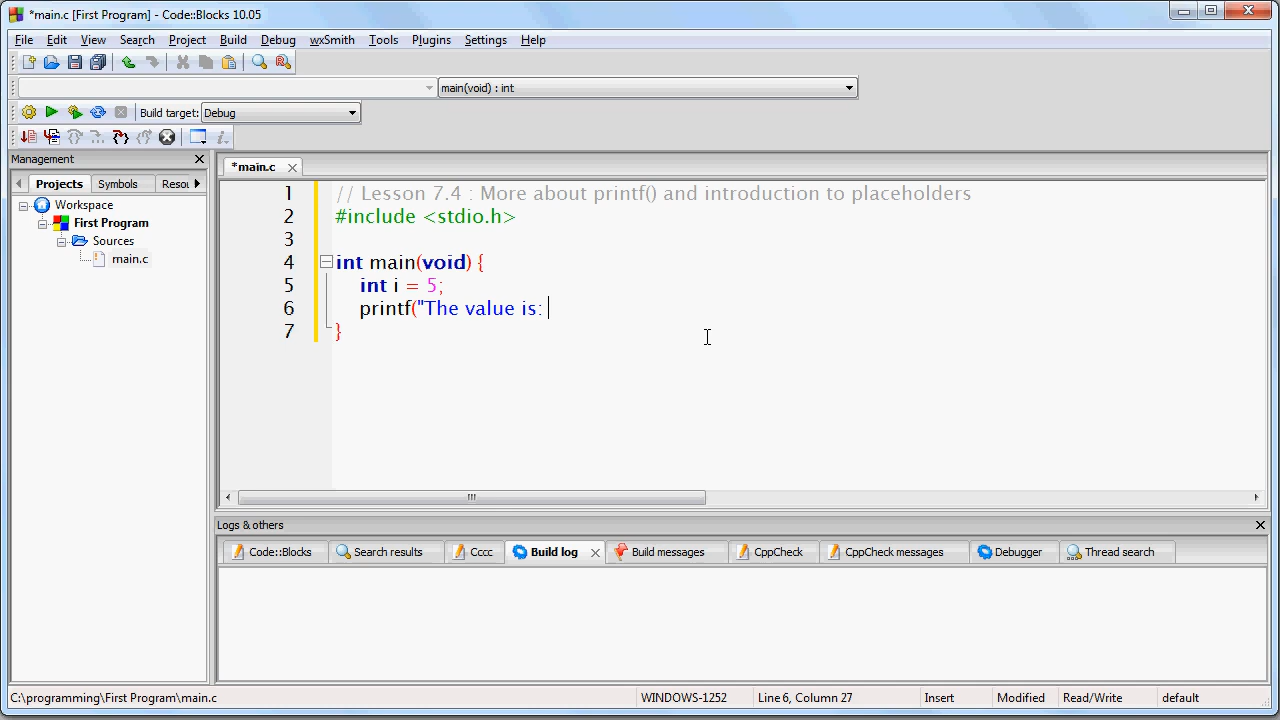 *main.c [First Program] - Code::Blocks 10.05
File Edit View Search Project Build Debug wxSmith Tools Plugins Settings Help
main(void) : int
Build target: Debug
Management
*main.c
Projects Symbols Resou
Workspace
First Program
Sources
main.c
1 // Lesson 7.4 : More about printf() and introduction to placeholders
2 #include <stdio.h>
3
4 int main(void) {
5 int i = 5;
6 printf("The value is:
7 }
Logs & others
Code::Blocks Search results Cccc Build log Build messages CppCheck CppCheck messages Debugger Thread search
C:\programming\First Program\main.c WINDOWS-1252 Line 6, Column 27 Insert Modified Read/Write default